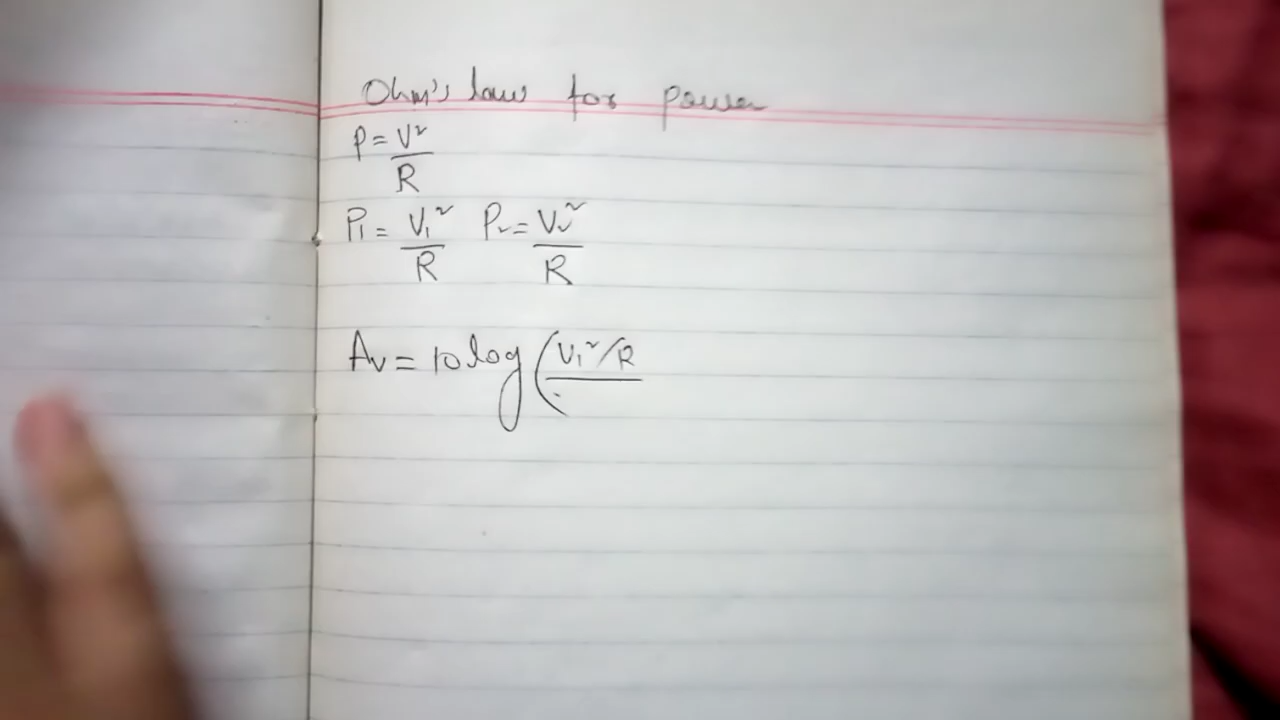 Ohm's law for power
P = V²/R
P₁ = V₁²/R P₂ = V₂²/R
Aᵥ = 10 log (V₁²/R